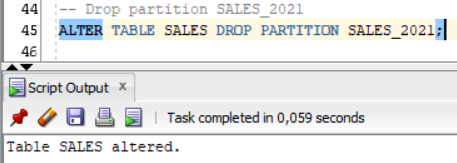 44 -- Drop partition SALES_2021
45 ALTER TABLE SALES DROP PARTITION SALES_2021;
46
Script Output x
Task completed in 0,059 seconds
Table SALES altered.